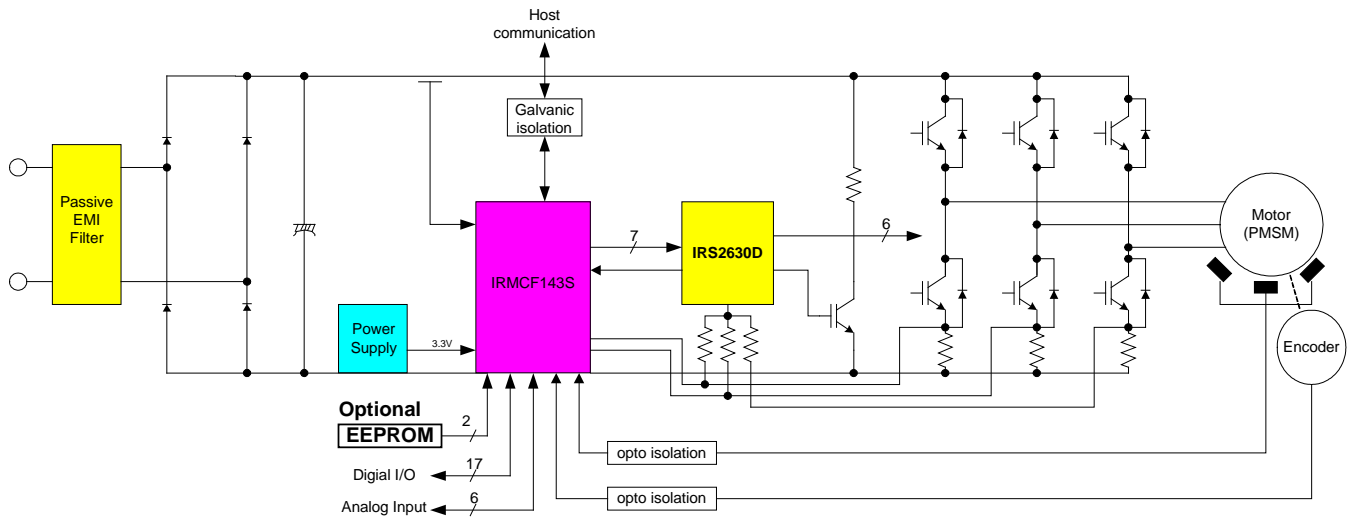 Host
communication
Galvanic
isolation
Passive
EMI
Filter
IRMCF143S
7
IRS2630D
6
Motor
(PMSM)
Power
Supply
3.3V
Encoder
Optional
EEPROM
2
Digial I/O
17
Analog Input
6
opto isolation
opto isolation